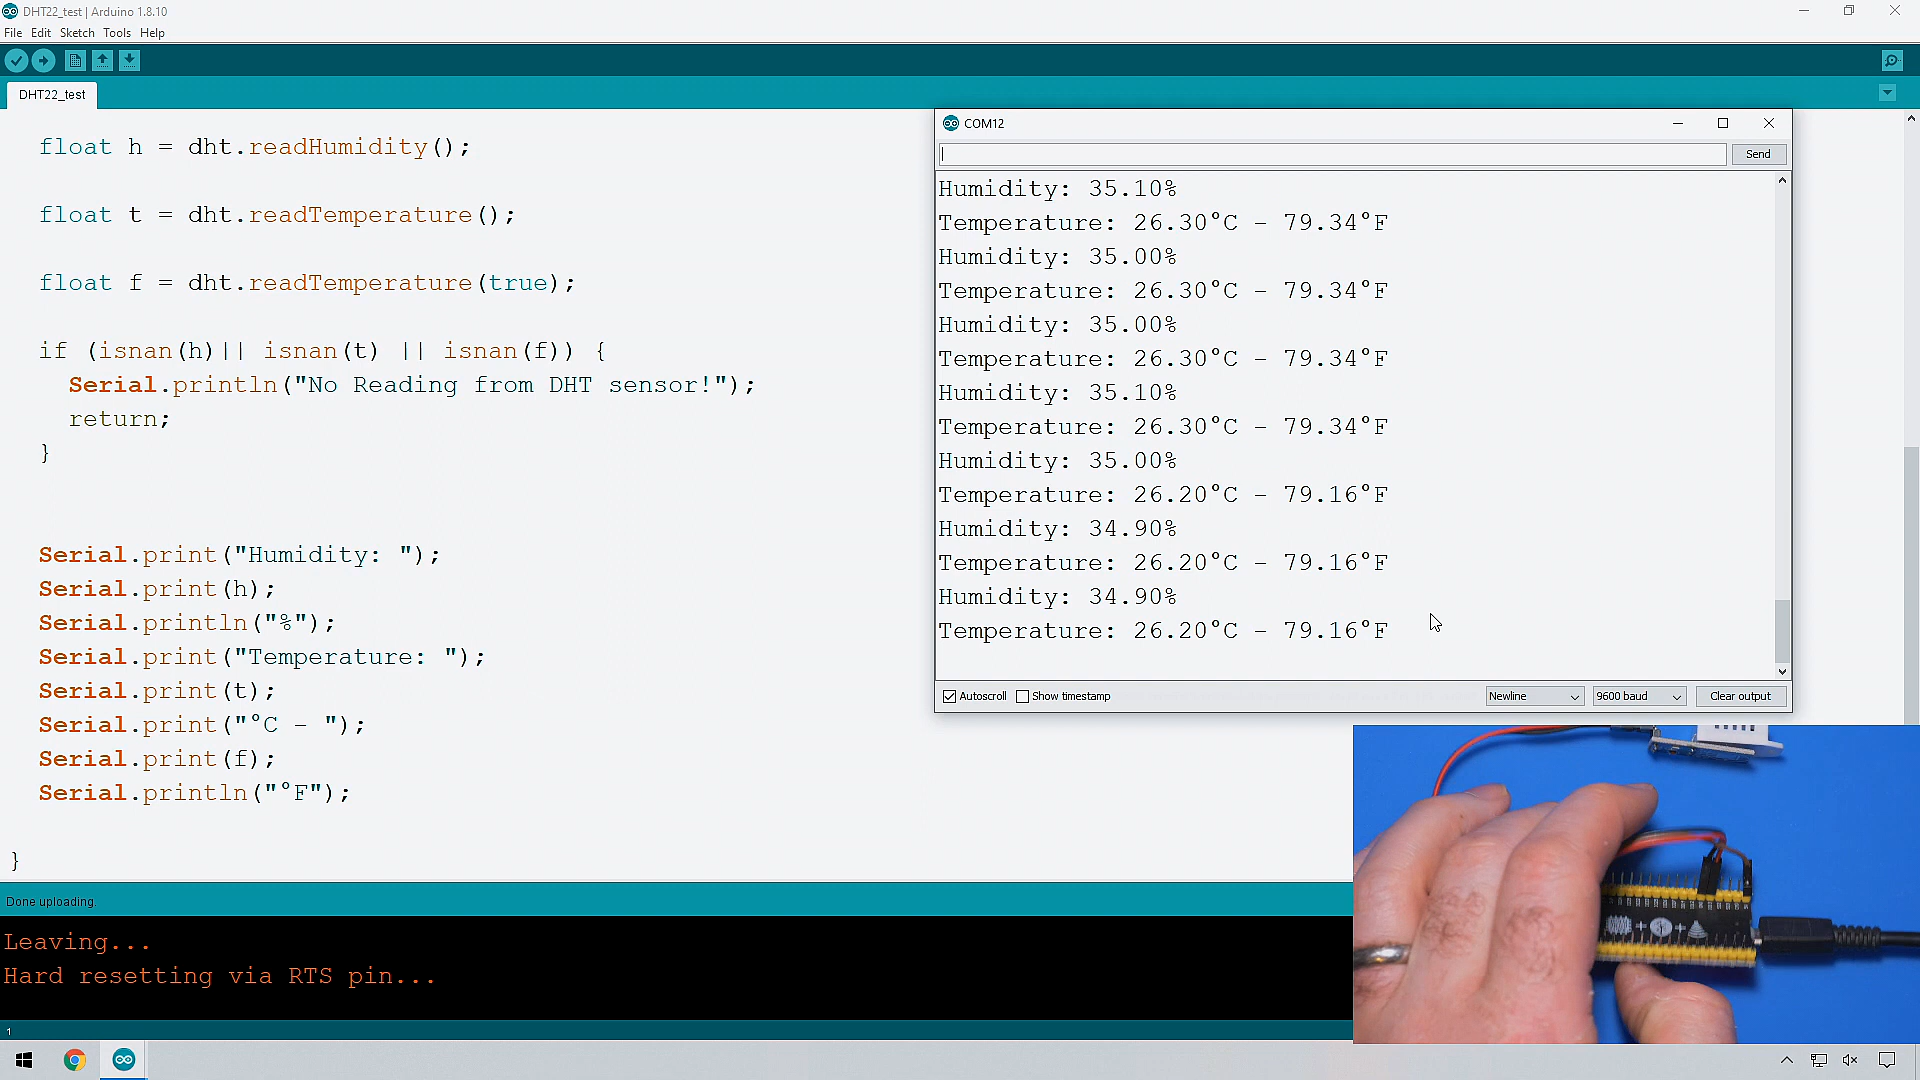 DHT22_test | Arduino 1.8.10
File Edit Sketch Tools Help
DHT22_test
float h = dht.readHumidity();
float t = dht.readTemperature();
float f = dht.readTemperature(true);
if (isnan(h)|| isnan(t) || isnan(f)) {
Serial.println("No Reading from DHT sensor!");
return;
}
Serial.print("Humidity: ");
Serial.print(h);
Serial.println("%");
Serial.print("Temperature: ");
Serial.print(t);
Serial.print("°C - ");
Serial.print(f);
Serial.println("°F");
}
COM12
Send
Humidity: 35.10%
Temperature: 26.30°C - 79.34°F
Humidity: 35.00%
Temperature: 26.30°C - 79.34°F
Humidity: 35.00%
Temperature: 26.30°C - 79.34°F
Humidity: 35.10%
Temperature: 26.30°C - 79.34°F
Humidity: 35.00%
Temperature: 26.20°C - 79.16°F
Humidity: 34.90%
Temperature: 26.20°C - 79.16°F
Humidity: 34.90%
Temperature: 26.20°C - 79.16°F
Autoscroll Show timestamp Newline 9600 baud Clear output
Done uploading.
Leaving...
Hard resetting via RTS pin...
1